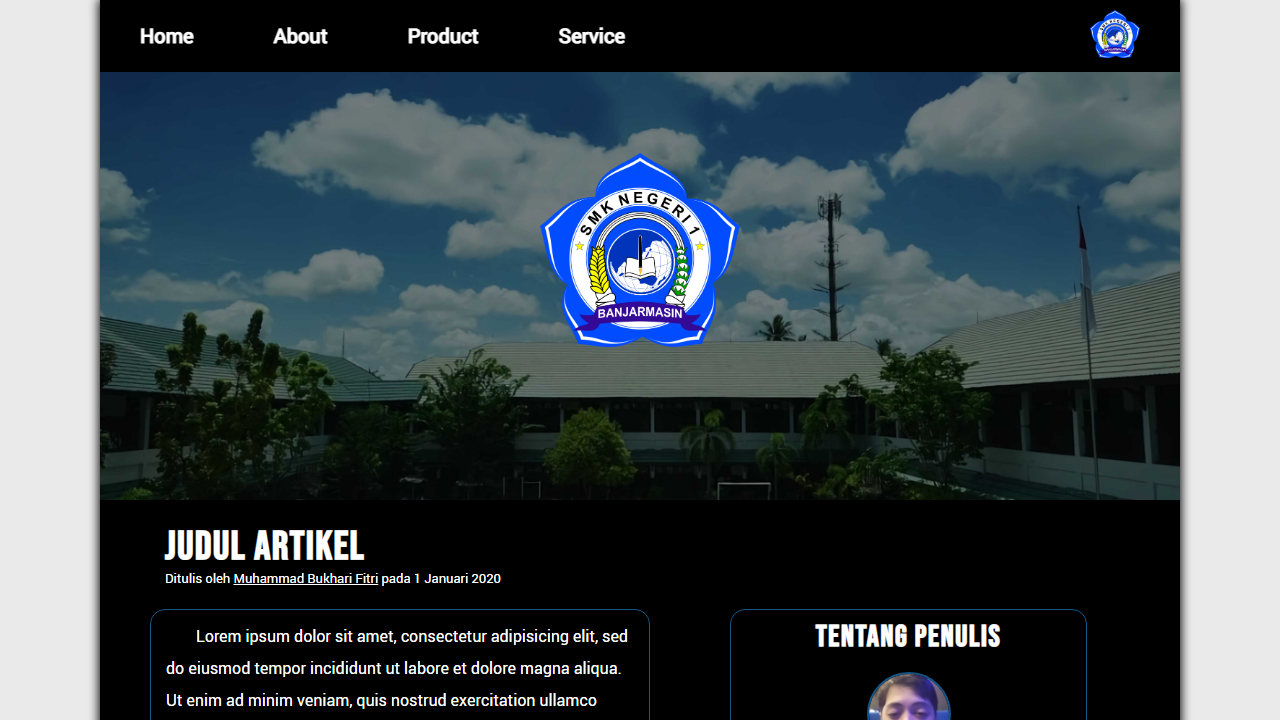 Home About Product Service
SMK NEGERI 1
BANJARMASIN
JUDUL ARTIKEL
Ditulis oleh Muhammad Bukhari Fitri pada 1 Januari 2020
Lorem ipsum dolor sit amet, consectetur adipisicing elit, sed
do eiusmod tempor incididunt ut labore et dolore magna aliqua.
Ut enim ad minim veniam, quis nostrud exercitation ullamco
TENTANG PENULIS